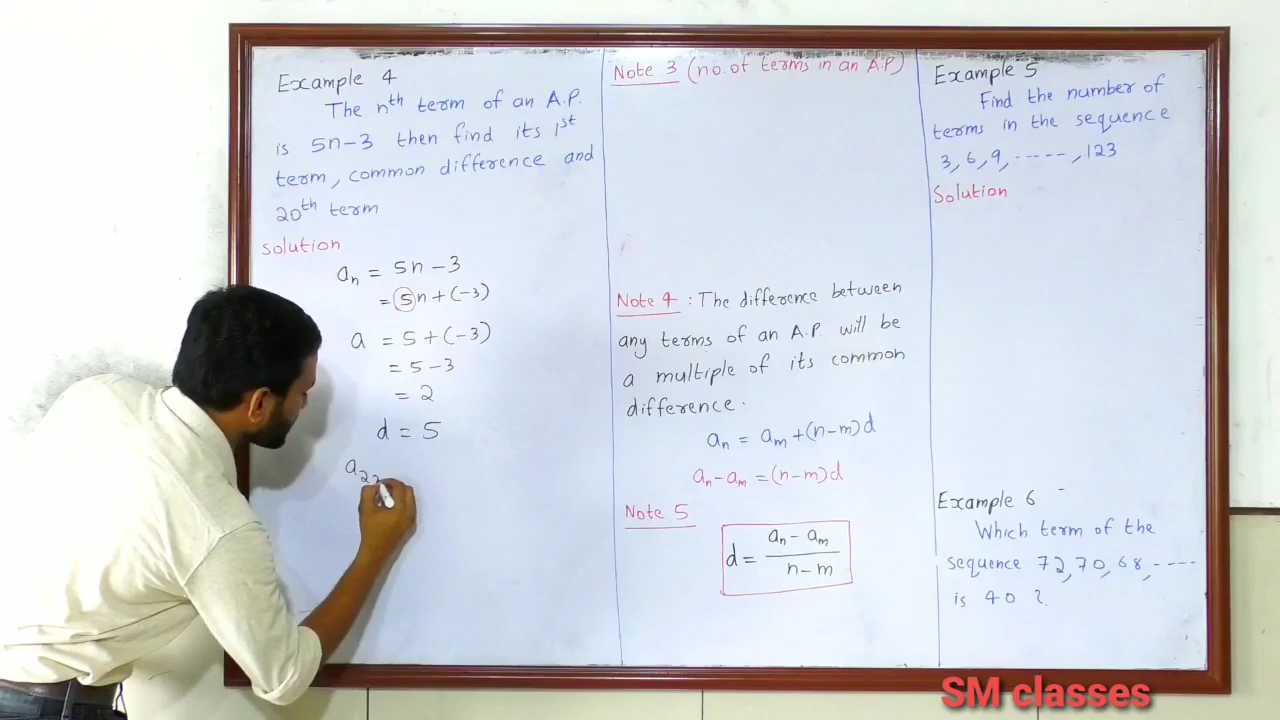 Example 4
The nth term of an A.P.
is 5n-3 then find its 1st
term, common difference and
20th term
Solution
an = 5n-3
= 5n+(-3)
a = 5+(-3)
= 5-3
= 2
d = 5
a2
Note 3 (no.of terms in an A.P)
Note 4 : The difference between
any terms of an A.P. will be
a multiple of its common
difference.
an = am+(n-m)d
an-am = (n-m)d
Note 5
d = an - am
n-m
Example 5
Find the number of
terms in the sequence
3, 6, 9, -----, 123
Solution
Example 6
Which term of the
sequence 72, 70, 68, ----
is 40 ?
SM classes